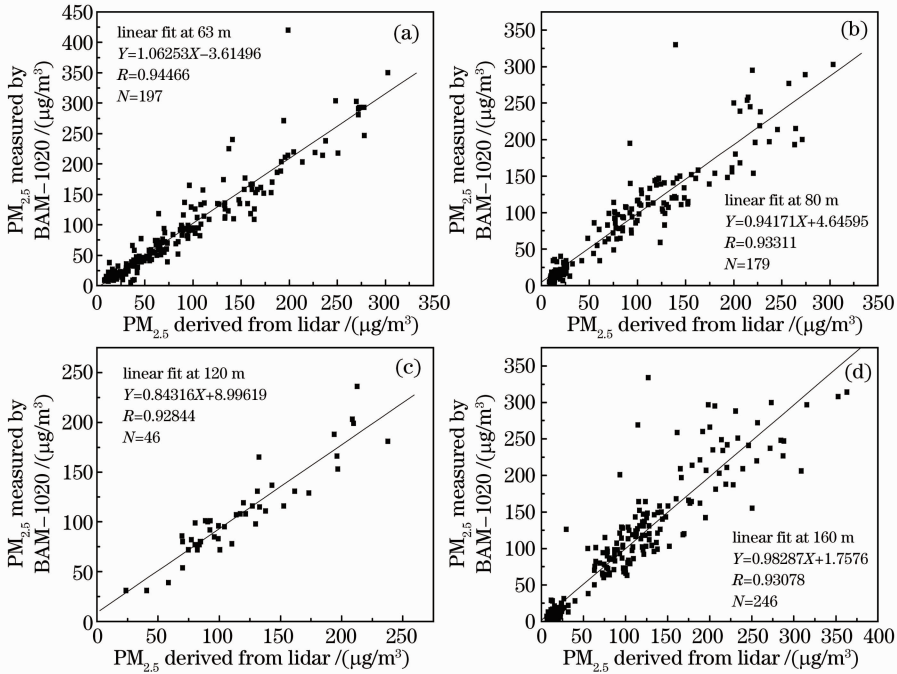 (a)
linear fit at 63 m
Y=1.06253X−3.61496
R=0.94466
N=197
450
400
350
300
250
200
150
100
50
0
PM2.5 measured by
BAM−1020 /(μg/m³)
0 50 100 150 200 250 300 350
PM2.5 derived from lidar /(μg/m³)
(b)
350
300
250
200
150
100
50
0
PM2.5 measured by
BAM−1020 /(μg/m³)
linear fit at 80 m
Y=0.94171X+4.64595
R=0.93311
N=179
0 50 100 150 200 250 300 350
PM2.5 derived from lidar /(μg/m³)
(c)
linear fit at 120 m
Y=0.84316X+8.99619
R=0.92844
N=46
250
200
150
100
50
0
PM2.5 measured by
BAM−1020 /(μg/m³)
0 50 100 150 200 250
PM2.5 derived from lidar /(μg/m³)
(d)
350
300
250
200
150
100
50
0
PM2.5 measured by
BAM−1020 /(μg/m³)
linear fit at 160 m
Y=0.98287X+1.7576
R=0.93078
N=246
0 50 100 150 200 250 300 350 400
PM2.5 derived from lidar /(μg/m³)